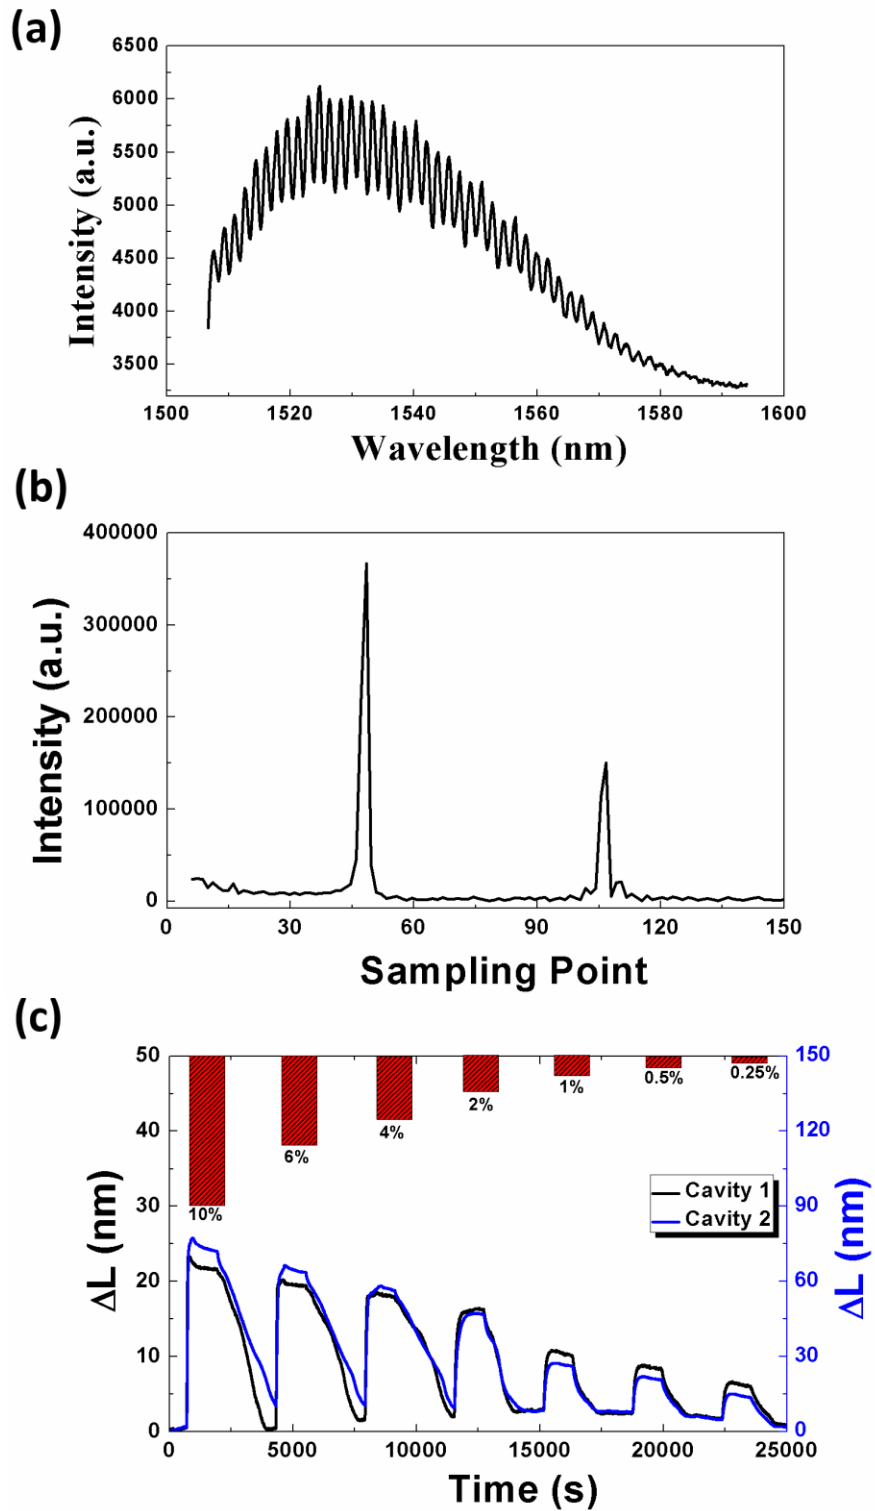 (a)
6500
6000
5500
5000
4500
4000
3500
Intensity (a.u.)
1500 1520 1540 1560 1580 1600
Wavelength (nm)
(b)
400000
300000
200000
100000
0
Intensity (a.u.)
0 30 60 90 120 150
Sampling Point
(c)
50 150
40 120
30 90
20 60
10 30
0 0
ΔL (nm)
ΔL (nm)
10%
6%
4%
2%
1%
0.5%
0.25%
Cavity 1
Cavity 2
0 5000 10000 15000 20000 25000
Time (s)